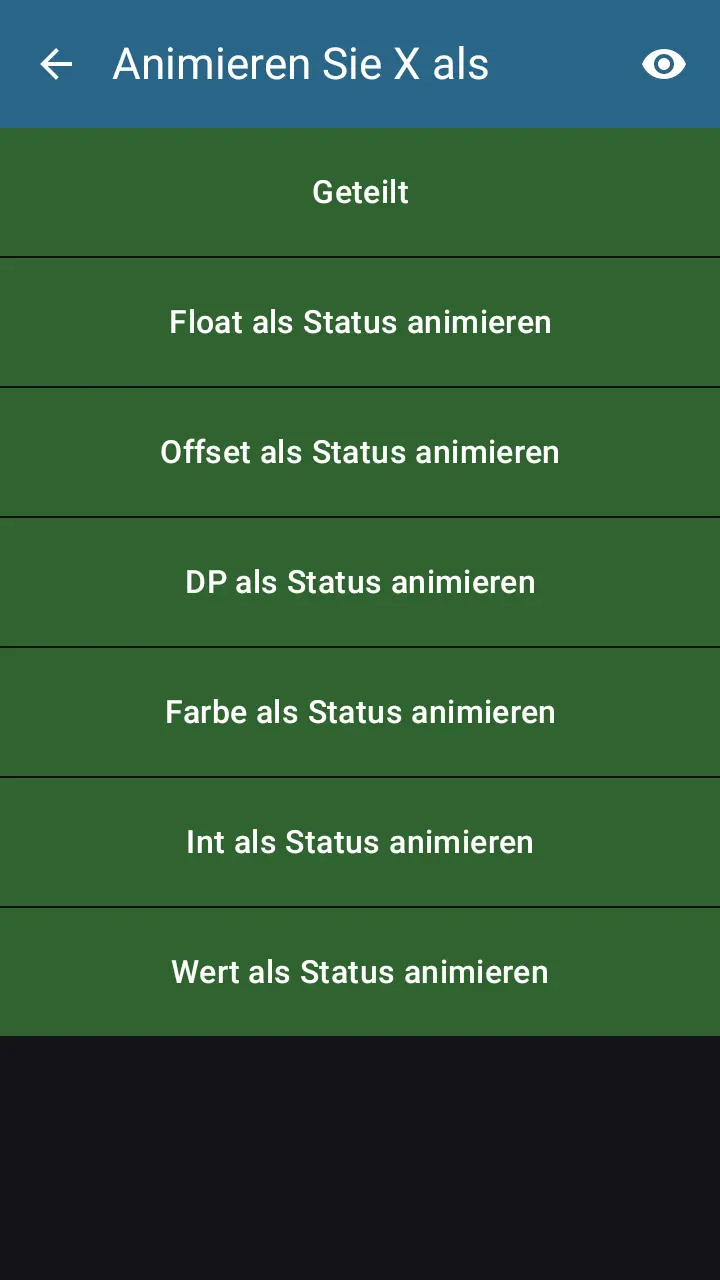 Animieren Sie X als
Geteilt
Float als Status animieren
Offset als Status animieren
DP als Status animieren
Farbe als Status animieren
Int als Status animieren
Wert als Status animieren